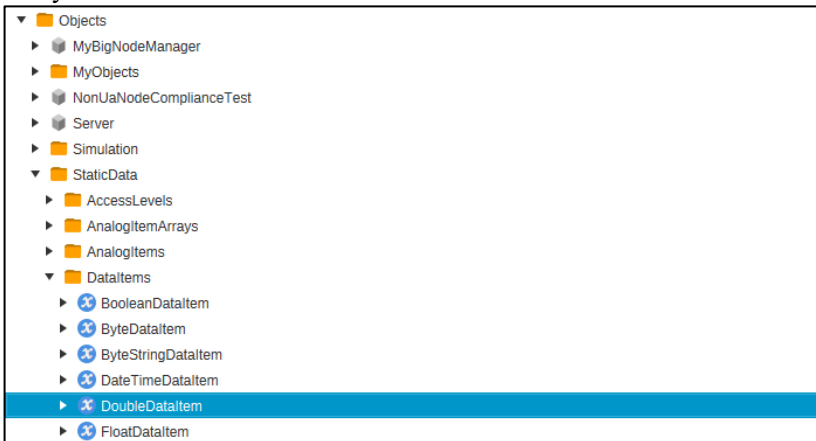 Objects
MyBigNodeManager
MyObjects
NonUaNodeComplianceTest
Server
Simulation
StaticData
AccessLevels
AnalogItemArrays
AnalogItems
DataItems
BooleanDataItem
ByteDataItem
ByteStringDataItem
DateTimeDataItem
DoubleDataItem
FloatDataItem